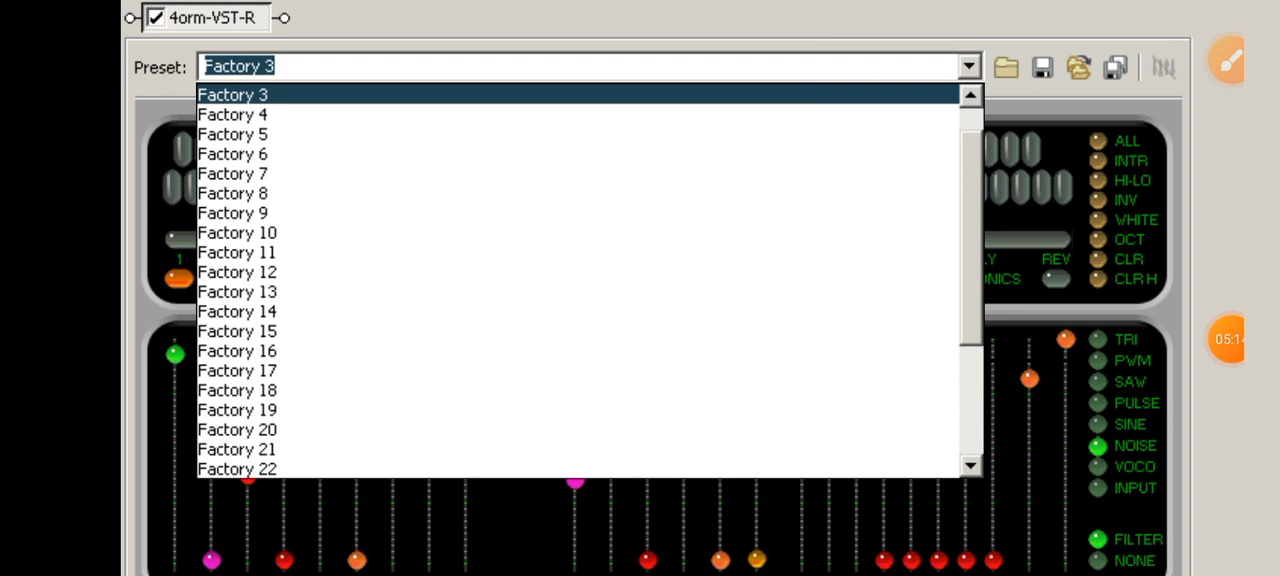 4orm-VST-R
Preset: Factory 3
Factory 3
Factory 4
Factory 5
Factory 6
Factory 7
Factory 8
Factory 9
Factory 10
Factory 11
Factory 12
Factory 13
Factory 14
Factory 15
Factory 16
Factory 17
Factory 18
Factory 19
Factory 20
Factory 21
Factory 22
ALL
INTR
HI-LO
INV
WHITE
OCT
1 REV CLR
CLR H
TRI
PWM
SAW
PULSE
SINE
NOISE
VOCO
INPUT
FILTER
NONE